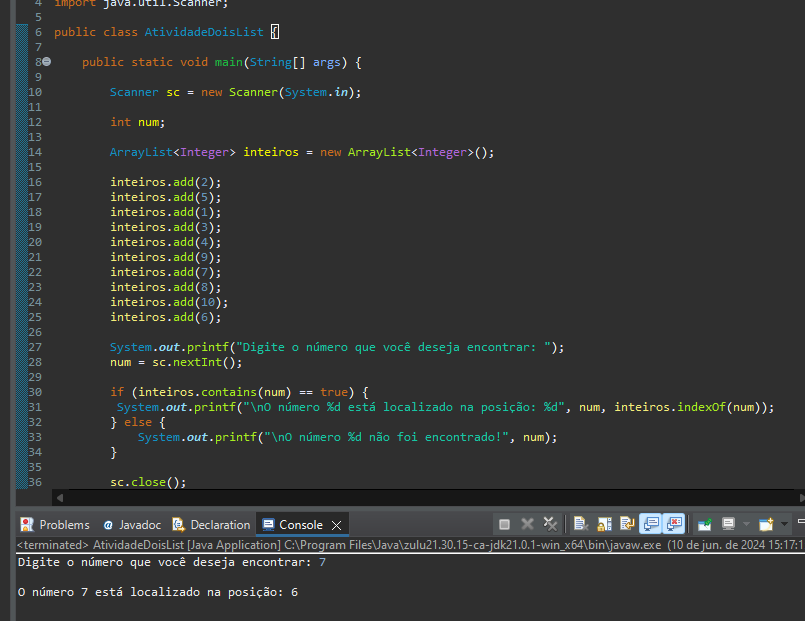 4 import java.util.Scanner;
5
6 public class AtividadeDoisList {
7
8 public static void main(String[] args) {
9
10 Scanner sc = new Scanner(System.in);
11
12 int num;
13
14 ArrayList<Integer> inteiros = new ArrayList<Integer>();
15
16 inteiros.add(2);
17 inteiros.add(5);
18 inteiros.add(1);
19 inteiros.add(3);
20 inteiros.add(4);
21 inteiros.add(9);
22 inteiros.add(7);
23 inteiros.add(8);
24 inteiros.add(10);
25 inteiros.add(6);
26
27 System.out.printf("Digite o número que você deseja encontrar: ");
28 num = sc.nextInt();
29
30 if (inteiros.contains(num) == true) {
31 System.out.printf("\nO número %d está localizado na posição: %d", num, inteiros.indexOf(num));
32 } else {
33 System.out.printf("\nO número %d não foi encontrado!", num);
34 }
35
36 sc.close();
Problems Javadoc Declaration Console
<terminated> AtividadeDoisList [Java Application] C:\Program Files\Java\zulu21.30.15-ca-jdk21.0.1-win_x64\bin\javaw.exe (10 de jun. de 2024 15:17:1
Digite o número que você deseja encontrar: 7
O número 7 está localizado na posição: 6